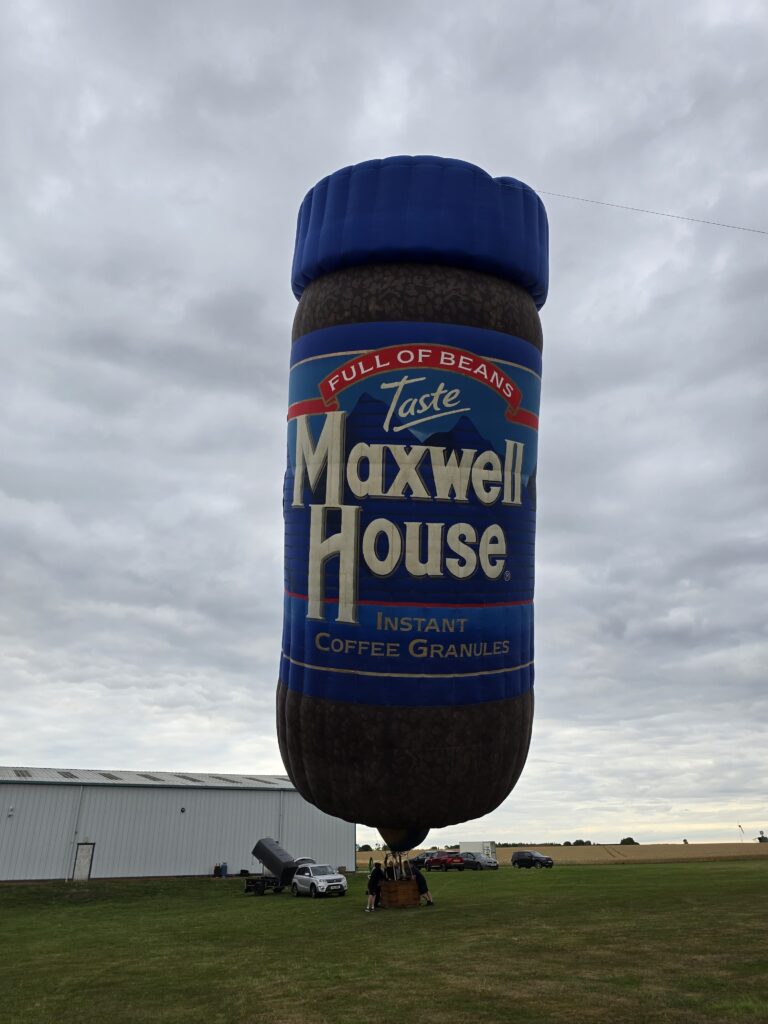 FULL OF BEANS
Taste
Maxwell
House®
INSTANT
COFFEE GRANULES